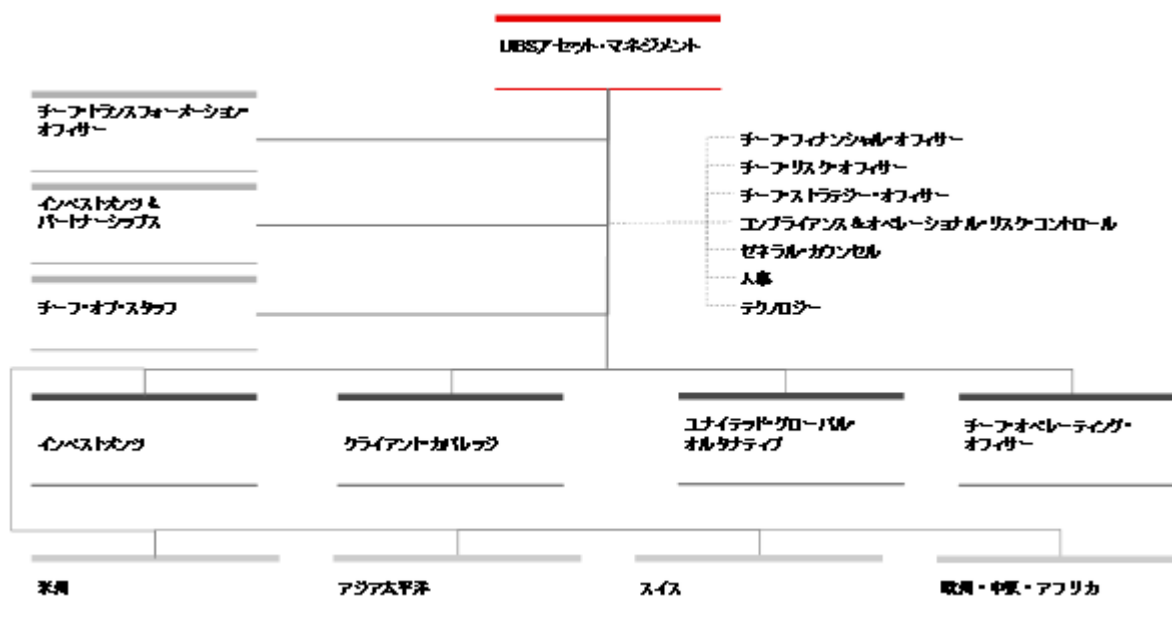 UBSアセット・マネジメント
チーフ・トランスフォーメーション・
オフィサー
インベストメンツ &
パートナーシップス
チーフ・オブ・スタッフ
チーフ・フィナンシャル・オフィサー
チーフ・リスク・オフィサー
チーフ・ストラテジー・オフィサー
コンプライアンス &オペレーショナル・リスク・コントロール
ゼネラル・カウンセル
人事
テクノロジー
インベストメンツ
クライアント・カバレッジ
ユナイテッド・グローバル・
オルタナティブ
チーフ・オペレーティング・
オフィサー
米州
アジア太平洋
スイス
欧州・中東・アフリカ